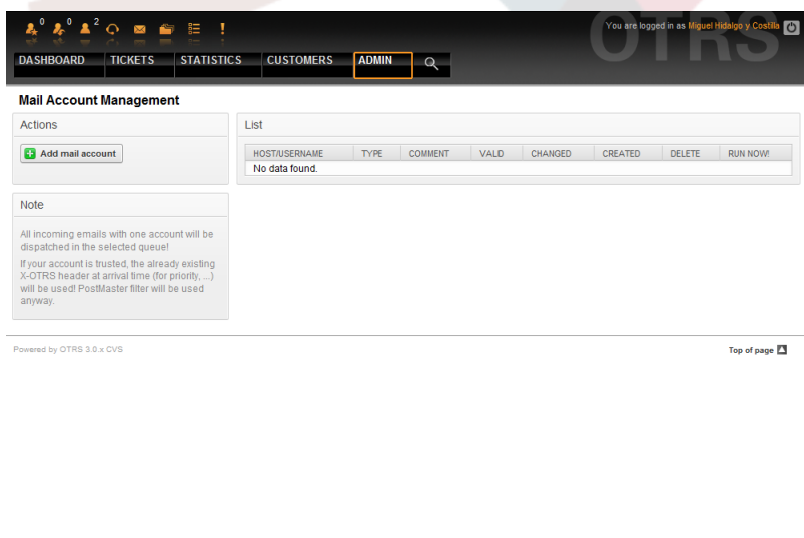 0 0 2
You are logged in as Miguel Hidalgo y Costilla
OTRS
DASHBOARD TICKETS STATISTICS CUSTOMERS ADMIN
Mail Account Management
Actions
Add mail account
Note
All incoming emails with one account will be
dispatched in the selected queue!
If your account is trusted, the already existing
X-OTRS header at arrival time (for priority, ...)
will be used! PostMaster filter will be used
anyway.
List
HOST/USERNAME TYPE COMMENT VALID CHANGED CREATED DELETE RUN NOW!
No data found.
Powered by OTRS 3.0.x CVS
Top of page